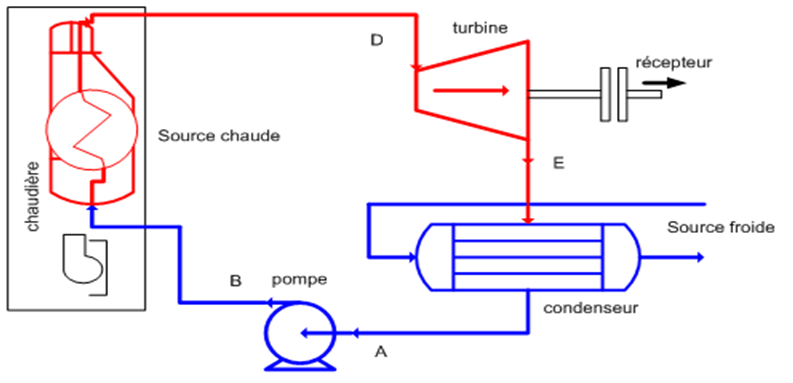 D
turbine
récepteur
Source chaude
E
chaudière
Source froide
B
pompe
condenseur
A